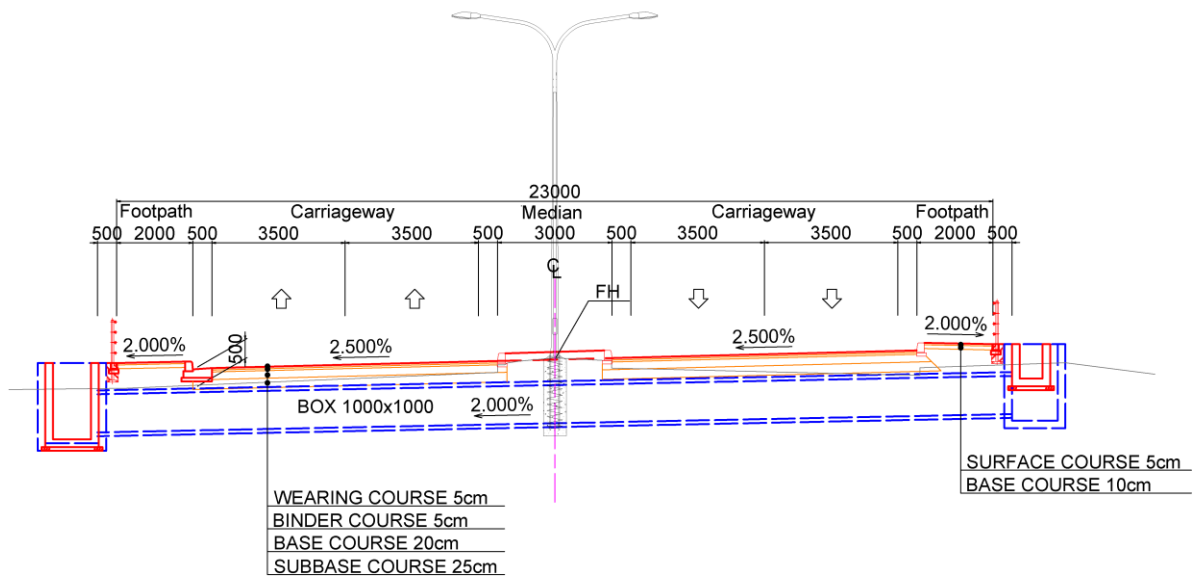 23000
Footpath Carriageway Median Carriageway Footpath
500 2000 500 3500 3500 500 3000 500 3500 3500 500 2000 500
CL
FH
2.000% 500 2.500% 2.500% 2.000%
BOX 1000x1000 2.000%
SURFACE COURSE 5cm
BASE COURSE 10cm
WEARING COURSE 5cm
BINDER COURSE 5cm
BASE COURSE 20cm
SUBBASE COURSE 25cm